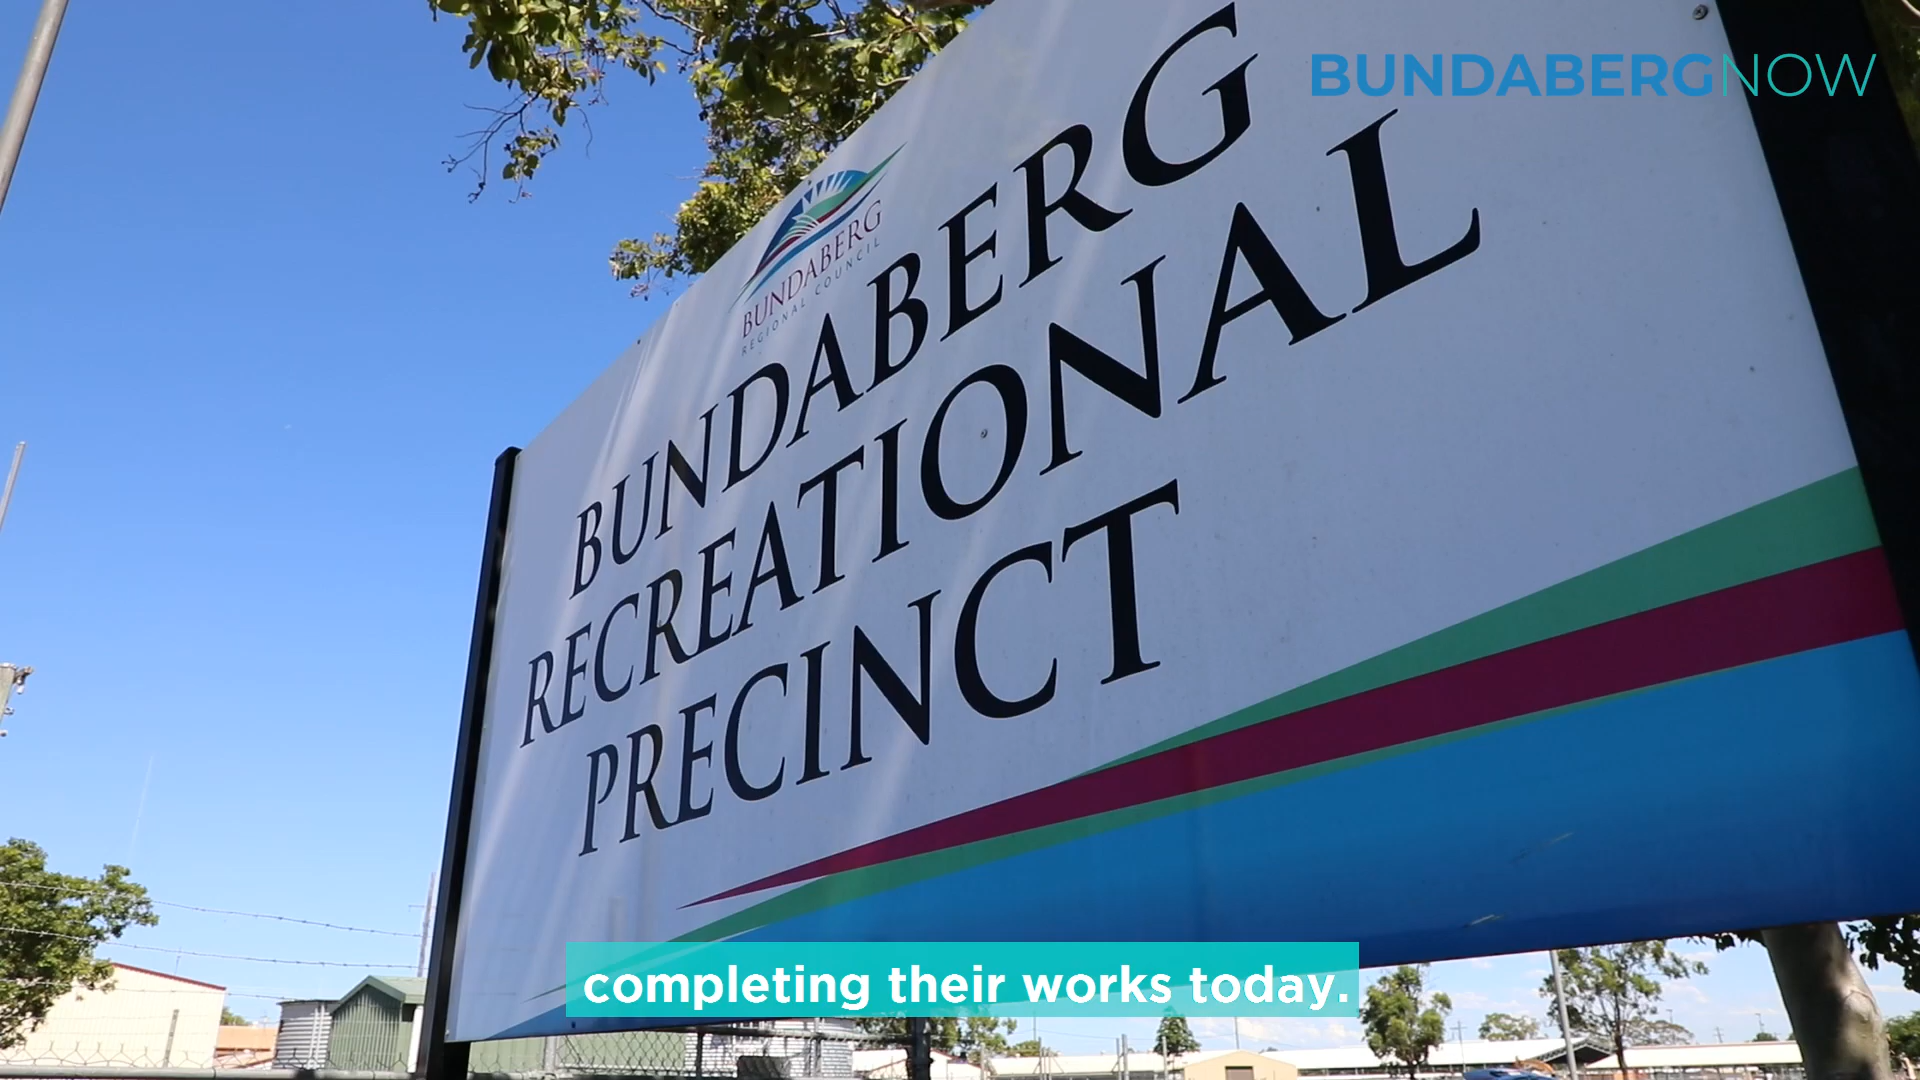 BUNDABERGNOW
BUNDABERG
REGIONAL COUNCIL
BUNDABERG
RECREATIONAL
PRECINCT
completing their works today.